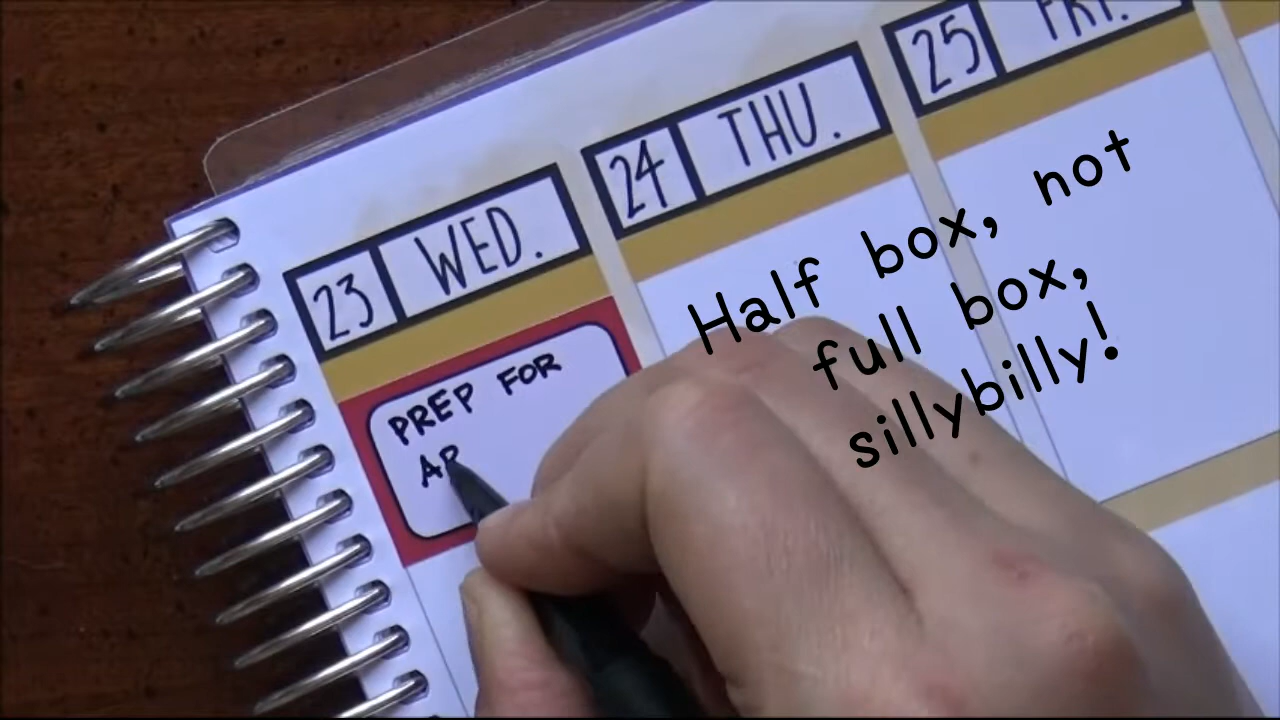 23 WED.
24 THU.
25 FRI.
PREP FOR
AP
Half box, not
full box,
sillybilly!